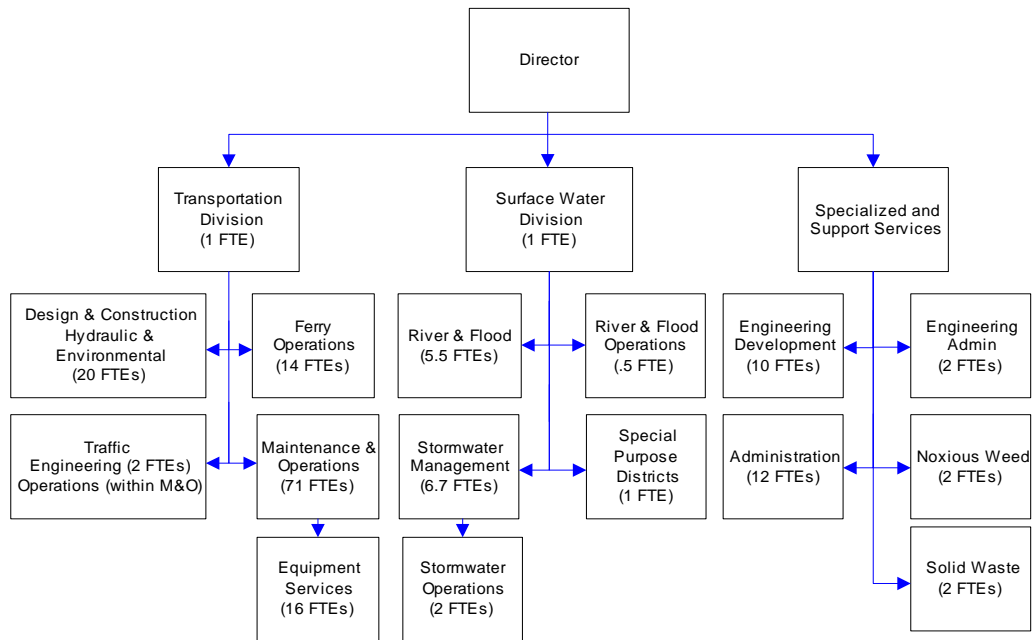 Director
Transportation
Division
(1 FTE)
Surface Water
Division
(1 FTE)
Specialized and
Support Services
Design & Construction
Hydraulic &
Environmental
(20 FTEs)
Ferry
Operations
(14 FTEs)
River & Flood
(5.5 FTEs)
River & Flood
Operations
(.5 FTE)
Engineering
Development
(10 FTEs)
Engineering
Admin
(2 FTEs)
Traffic
Engineering (2 FTEs)
Operations (within M&O)
Maintenance &
Operations
(71 FTEs)
Stormwater
Management
(6.7 FTEs)
Special
Purpose
Districts
(1 FTE)
Administration
(12 FTEs)
Noxious Weed
(2 FTEs)
Equipment
Services
(16 FTEs)
Stormwater
Operations
(2 FTEs)
Solid Waste
(2 FTEs)